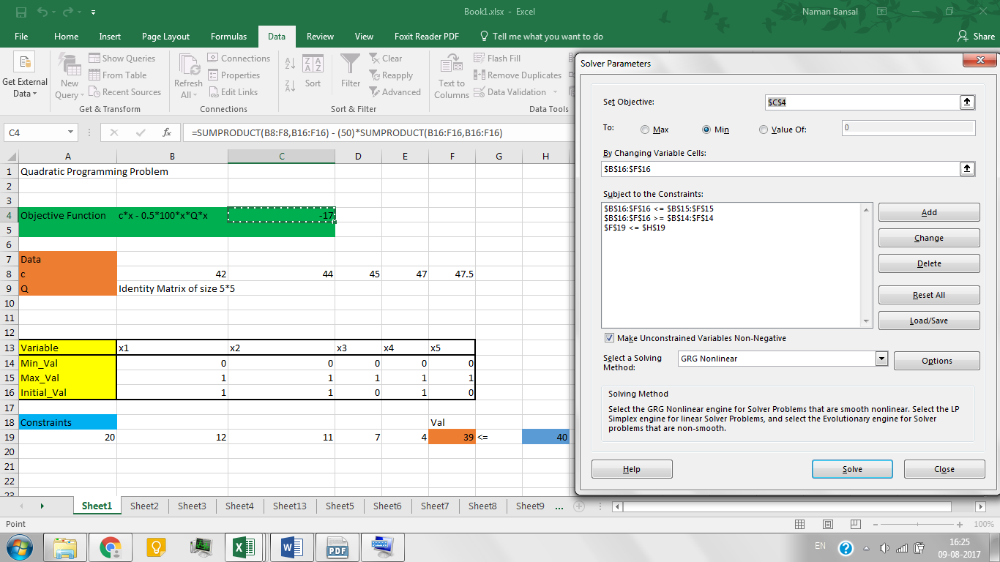 Book1.xlsx - Excel
Naman Bansal
File Home Insert Page Layout Formulas Data Review View Foxit Reader PDF Tell me what you want to do Share
Get External Data
New Query
Show Queries
From Table
Recent Sources
Get & Transform
Refresh All
Connections
Properties
Edit Links
Connections
Sort
Filter
Clear
Reapply
Advanced
Sort & Filter
Text to Columns
Flash Fill
Remove Duplicates
Data Validation
Data Tools
C4 fx =SUMPRODUCT(B8:F8,B16:F16) - (50)*SUMPRODUCT(B16:F16,B16:F16)
A B C D E F G H
1 Quadratic Programming Problem
2
3
4 Objective Function c*x - 0.5*100*x*Q*x -17
5
6
7 Data
8 c 42 44 45 47 47.5
9 Q Identity Matrix of size 5*5
10
11
12
13 Variable x1 x2 x3 x4 x5
14 Min_Val 0 0 0 0 0
15 Max_Val 1 1 1 1 1
16 Initial_Val 1 1 0 1 0
17
18 Constraints Val
19 20 12 11 7 4 39 <= 40
20
21
22
23
Sheet1 Sheet2 Sheet3 Sheet4 Sheet13 Sheet5 Sheet6 Sheet7 Sheet8 Sheet9 ...
Point
100%
Solver Parameters
Set Objective: $C$4
To: Max Min Value Of: 0
By Changing Variable Cells:
$B$16:$F$16
Subject to the Constraints:
$B$16:$F$16 <= $B$15:$F$15
$B$16:$F$16 >= $B$14:$F$14
$F$19 <= $H$19
Add
Change
Delete
Reset All
Load/Save
Make Unconstrained Variables Non-Negative
Select a Solving Method: GRG Nonlinear
Options
Solving Method
Select the GRG Nonlinear engine for Solver Problems that are smooth nonlinear. Select the LP
Simplex engine for linear Solver Problems, and select the Evolutionary engine for Solver
problems that are non-smooth.
Help
Solve
Close
PDF
EN
16:25
09-08-2017